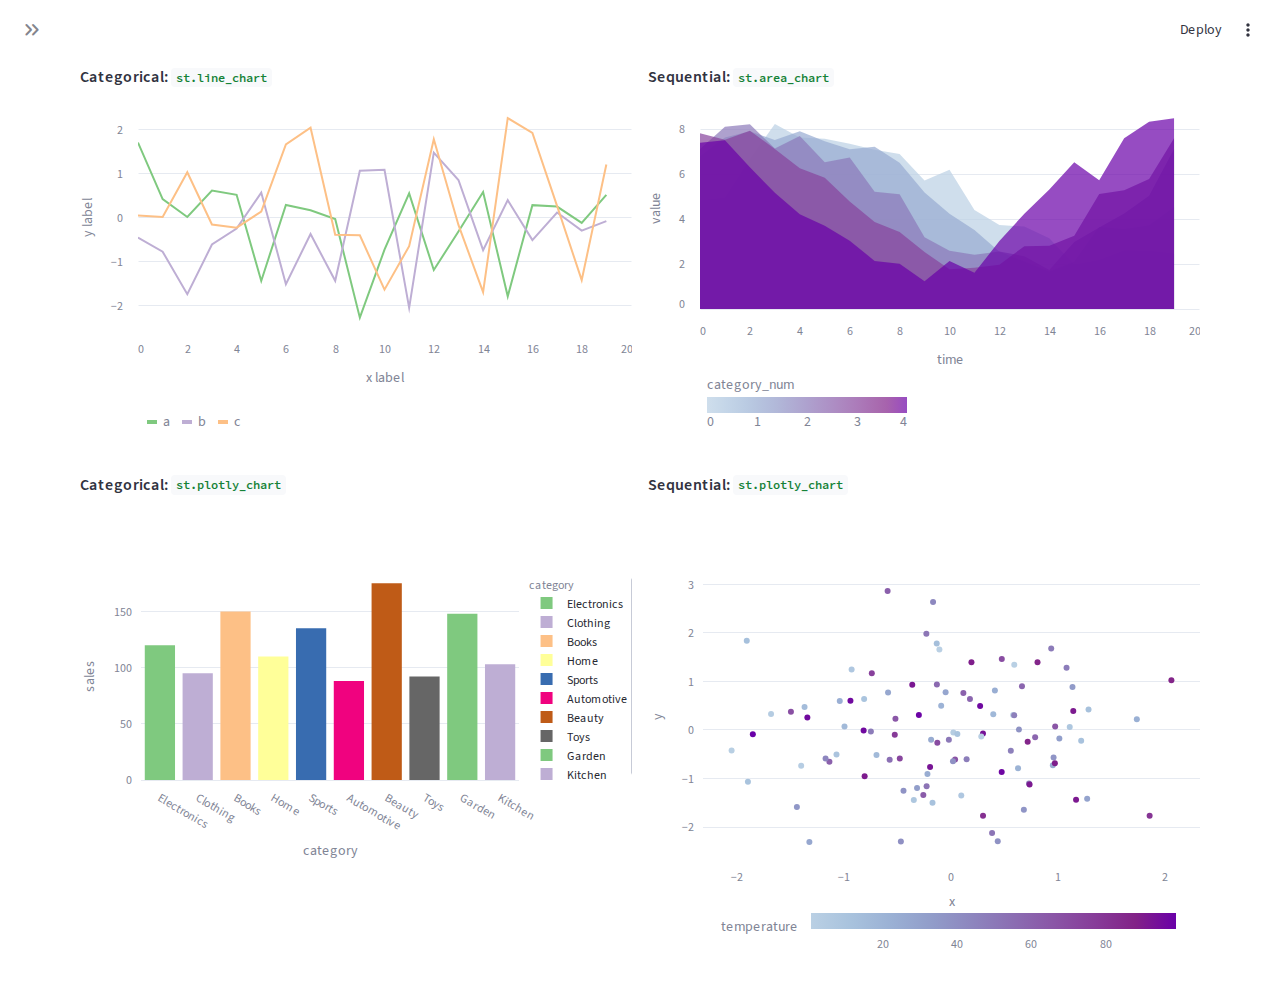 Deploy
Categorical: st.line_chart
2
1
0
−1
−2
y label
0 2 4 6 8 10 12 14 16 18 20
x label
a b c
Sequential: st.area_chart
8
6
4
2
0
value
0 2 4 6 8 10 12 14 16 18 20
time
category_num
0 1 2 3 4
Categorical: st.plotly_chart
150
100
50
0
sales
Electronics Clothing Books Home Sports Automotive Beauty Toys Garden Kitchen
category
category
Electronics
Clothing
Books
Home
Sports
Automotive
Beauty
Toys
Garden
Kitchen
Sequential: st.plotly_chart
3
2
1
0
−1
−2
y
−2 −1 0 1 2
x
temperature
20 40 60 80